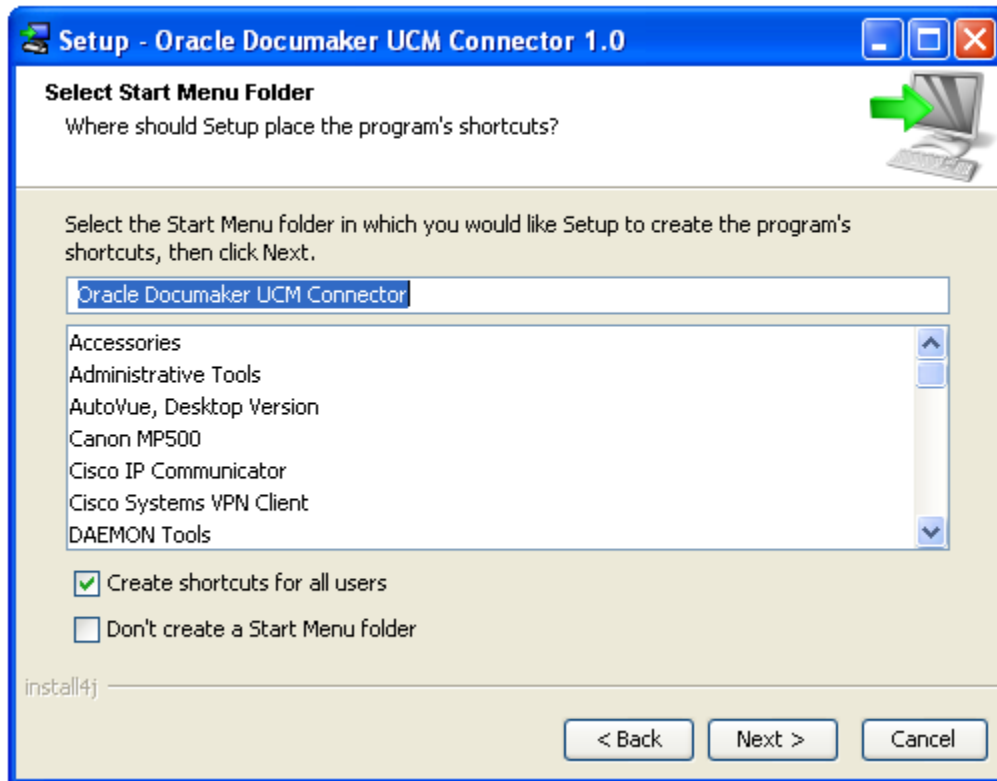 Setup - Oracle Documaker UCM Connector 1.0
Select Start Menu Folder
Where should Setup place the program's shortcuts?
Select the Start Menu folder in which you would like Setup to create the program's
shortcuts, then click Next.
Oracle Documaker UCM Connector
Accessories
Administrative Tools
AutoVue, Desktop Version
Canon MP500
Cisco IP Communicator
Cisco Systems VPN Client
DAEMON Tools
Create shortcuts for all users
Don't create a Start Menu folder
install4j
< Back Next > Cancel